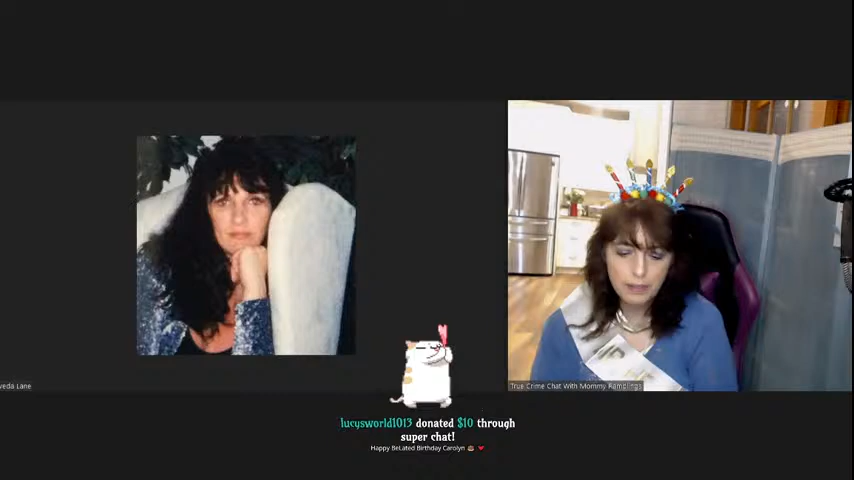 veda Lane
True Crime Chat With Mommy Ramblings
lucysworld1013 donated $10 through
super chat!
Happy BeLated Birthday Carolyn 🎂 ❤️